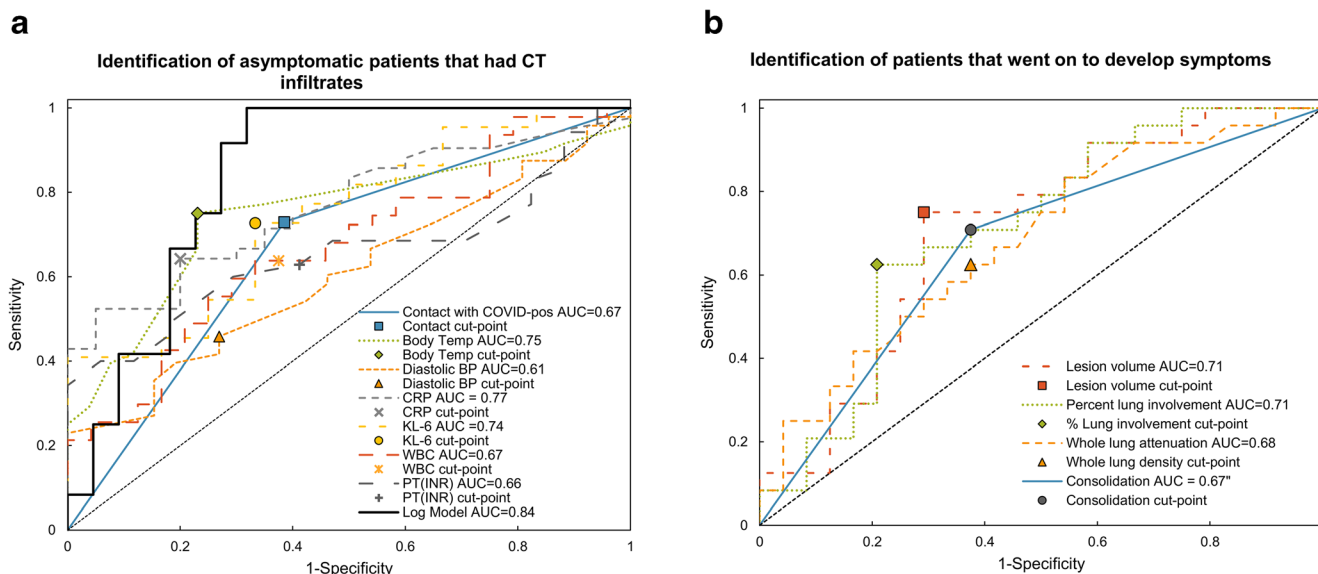 a
Identification of asymptomatic patients that had CT
infiltrates
1
0.8
0.6
0.4
0.2
0
Sensitivity
Contact with COVID-pos AUC=0.67
Contact cut-point
Body Temp AUC=0.75
Body Temp cut-point
Diastolic BP AUC=0.61
Diastolic BP cut-point
CRP AUC = 0.77
CRP cut-point
KL-6 AUC =0.74
KL-6 cut-point
WBC AUC=0.67
WBC cut-point
PT(INR) AUC=0.66
PT(INR) cut-point
Log Model AUC=0.84
0 0.2 0.4 0.6 0.8 1
1-Specificity
b
Identification of patients that went on to develop symptoms
1
0.8
0.6
0.4
0.2
0
Sensitivity
Lesion volume AUC=0.71
Lesion volume cut-point
Percent lung involvement AUC=0.71
% Lung involvement cut-point
Whole lung attenuation AUC=0.68
Whole lung density cut-point
Consolidation AUC = 0.67"
Consolidation cut-point
0 0.2 0.4 0.6 0.8 1
1-Specificity